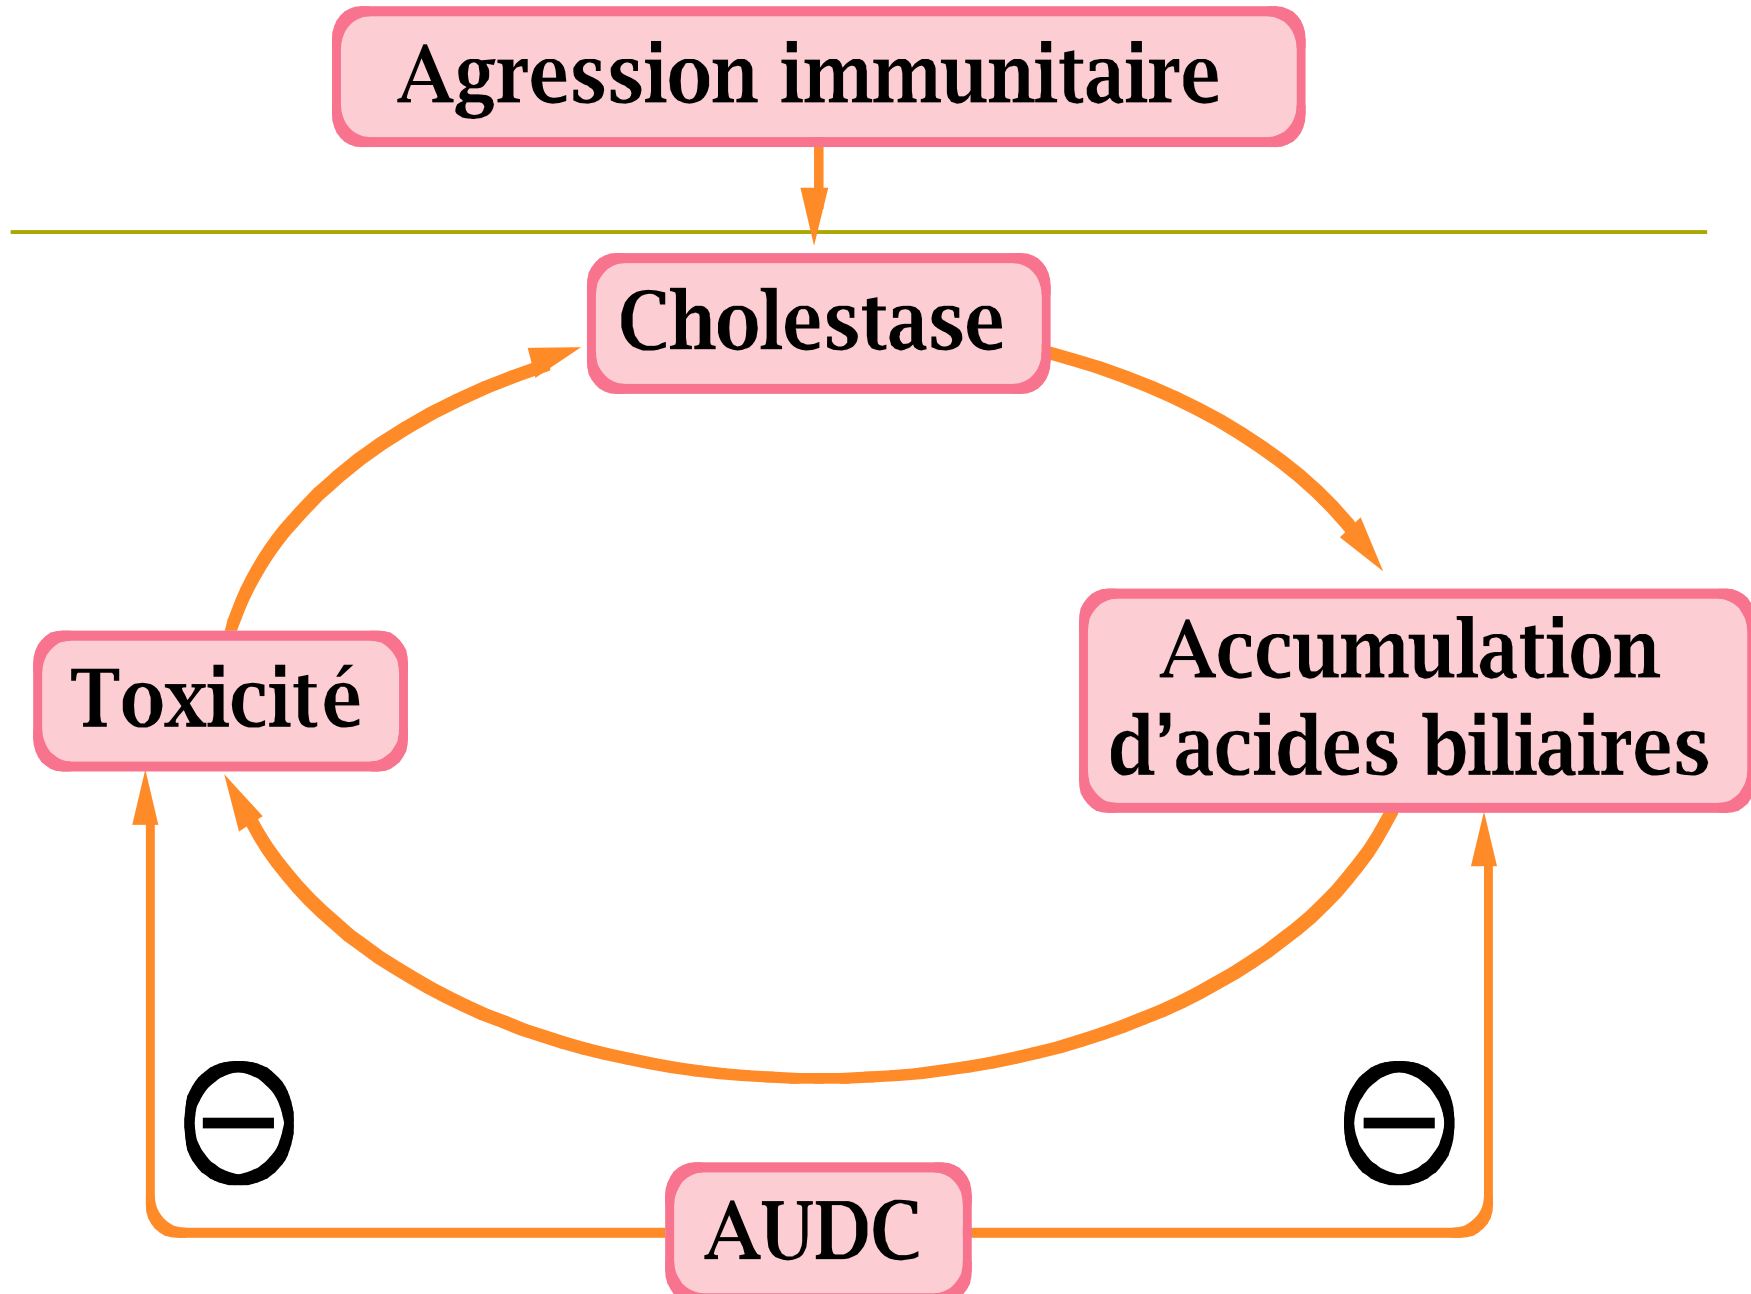 Agression immunitaire
Cholestase
Toxicité
Accumulation
d’acides biliaires
AUDC